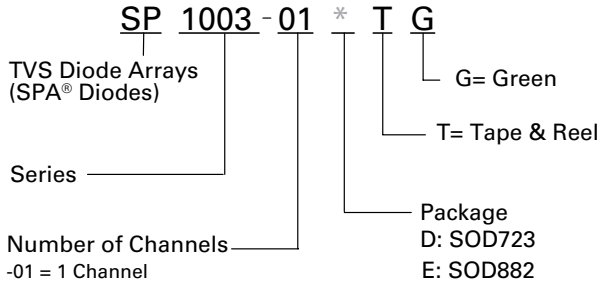 SP 1003 - 01 * T G
TVS Diode Arrays
(SPA® Diodes)
G= Green
T= Tape & Reel
Series
Package
Number of Channels
D: SOD723
-01 = 1 Channel
E: SOD882